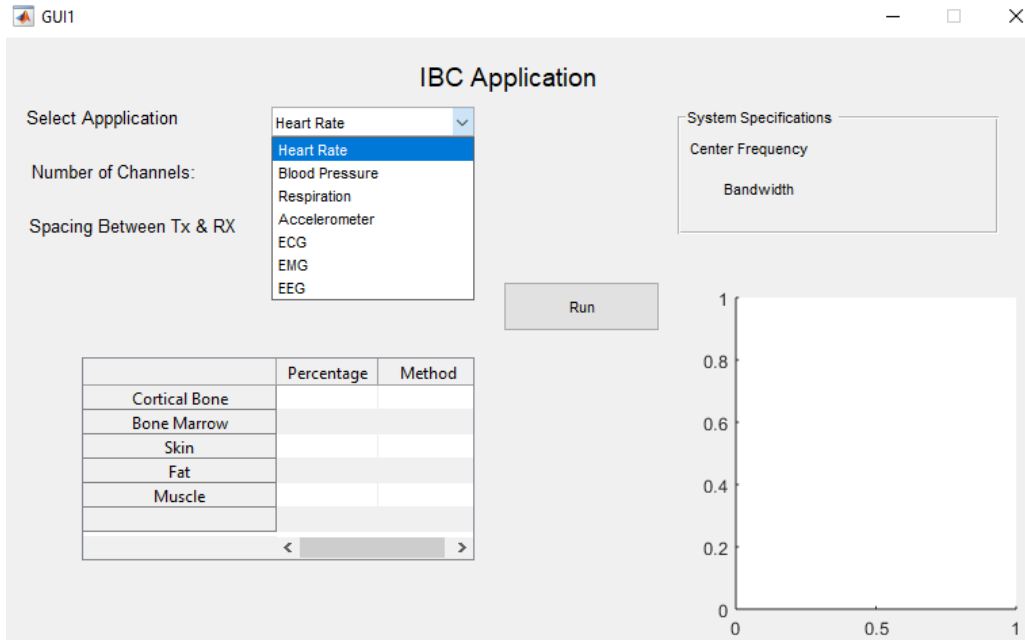 GUI1
IBC Application
Select Appplication
Heart Rate
Heart Rate
Blood Pressure
Respiration
Accelerometer
ECG
EMG
EEG
Number of Channels:
Spacing Between Tx & RX
System Specifications
Center Frequency
Bandwidth
Run
Percentage Method
Cortical Bone
Bone Marrow
Skin
Fat
Muscle
1
0.8
0.6
0.4
0.2
0
0 0.5 1